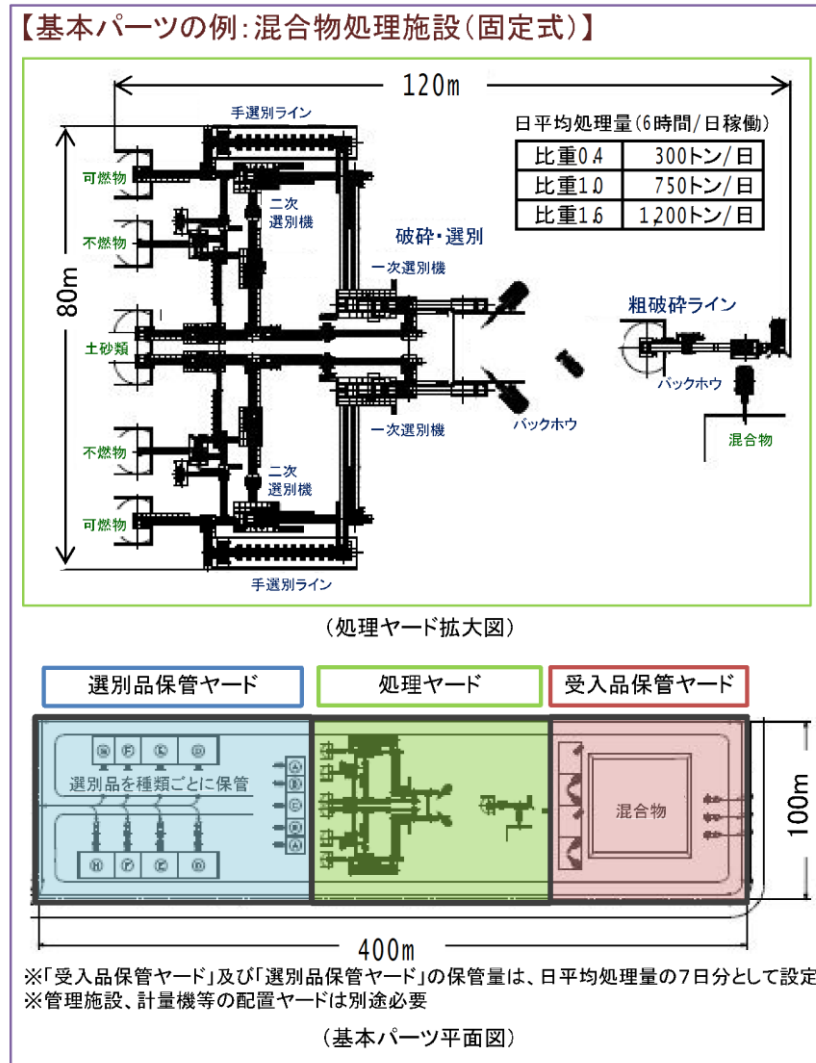 【基本パーツの例:混合物処理施設(固定式)】
120m
手選別ライン
日平均処理量(6時間/日稼働)
比重0.4 300トン/日
比重1.0 750トン/日
比重1.6 1,200トン/日
可燃物
二次
選別機
不燃物
破砕・選別
一次選別機
粗破砕ライン
80m
土砂類
バックホウ
一次選別機
バックホウ
混合物
不燃物
二次
選別機
可燃物
手選別ライン
(処理ヤード拡大図)
選別品保管ヤード
処理ヤード
受入品保管ヤード
選別品を種類ごとに保管
混合物
100m
400m
※「受入品保管ヤード」及び「選別品保管ヤード」の保管量は、日平均処理量の7日分として設定
※管理施設、計量機等の配置ヤードは別途必要
(基本パーツ平面図)